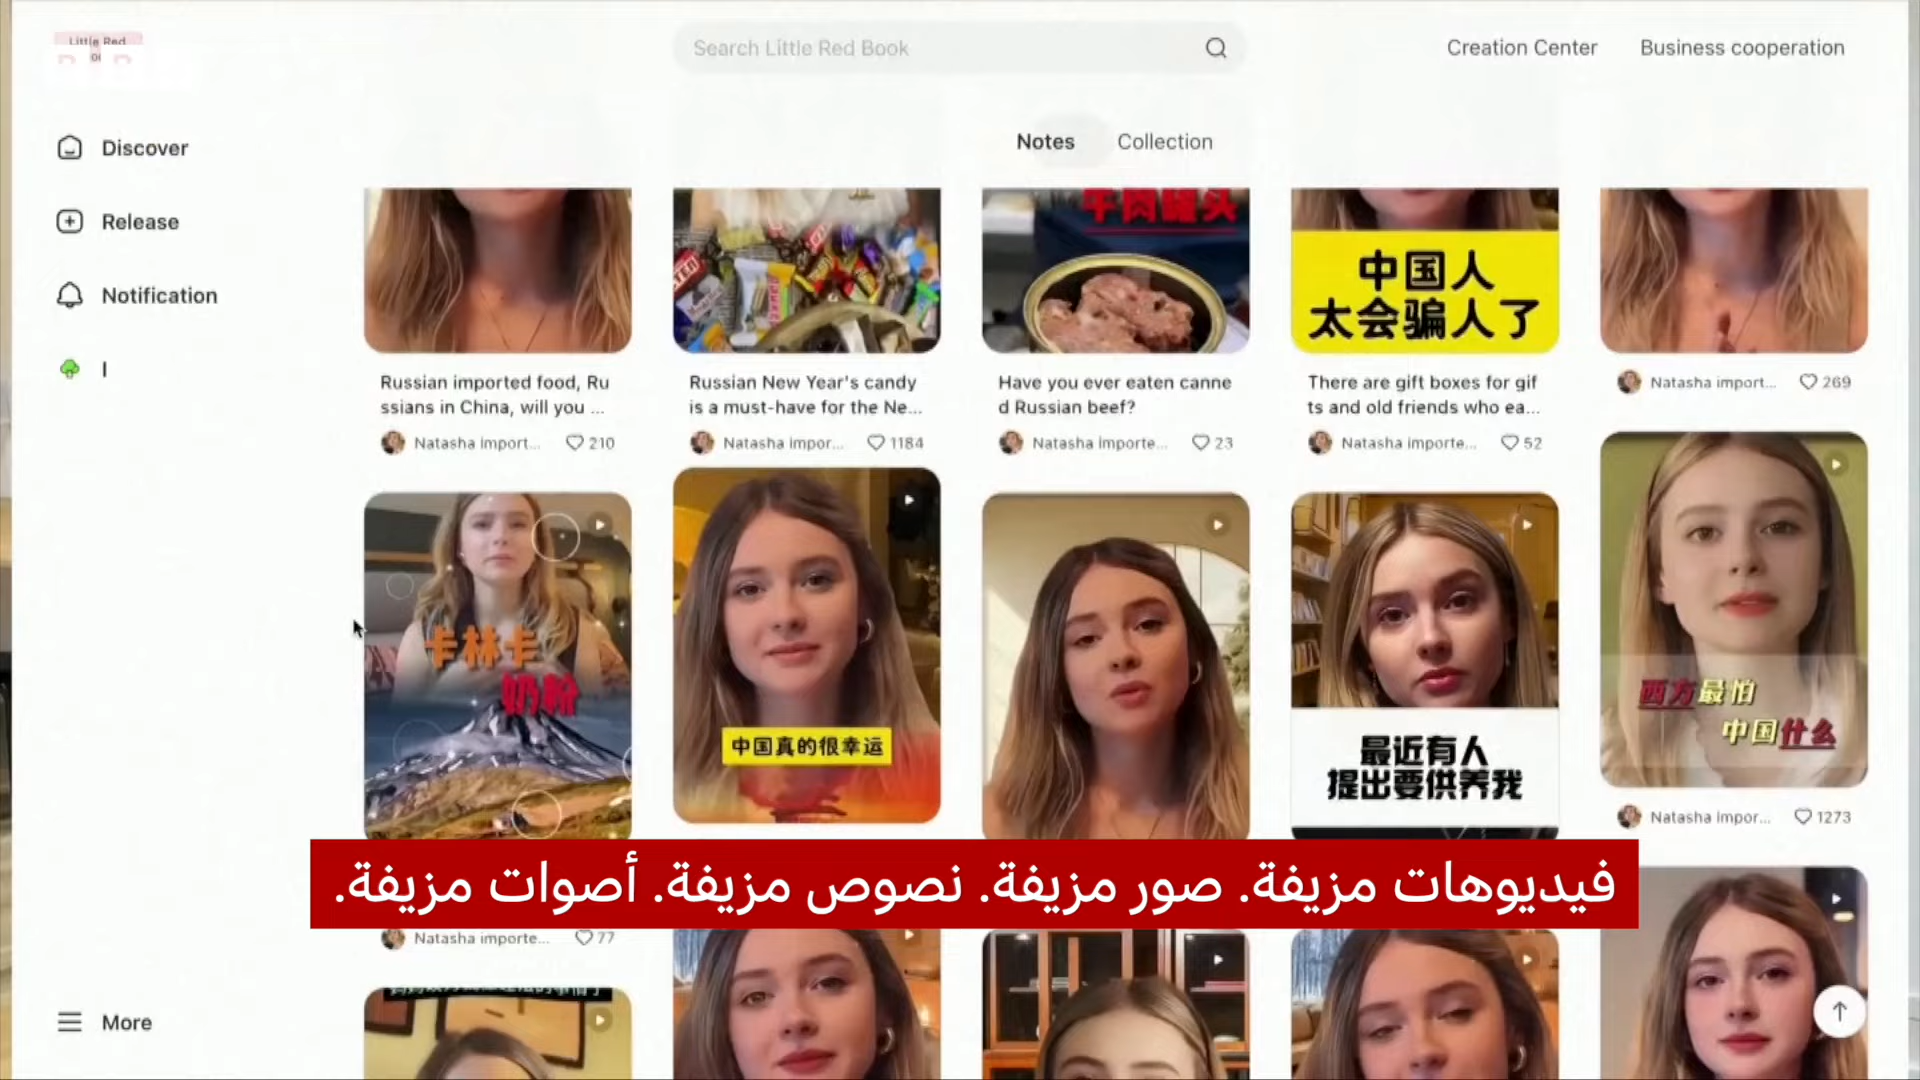 Little Red
Search Little Red Book
Creation Center
Business cooperation
Discover
Release
Notification
I
More
Notes
Collection
牛肉罐头
中国人
太会骗人了
Russian imported food, Ru
ssians in China, will you ...
Natasha import...
210
Russian New Year's candy
is a must-have for the Ne...
Natasha impor...
1184
Have you ever eaten canne
d Russian beef?
Natasha importe...
23
There are gift boxes for gif
ts and old friends who ea...
Natasha importe...
52
Natasha import...
269
卡林卡
奶粉
中国真的很幸运
最近有人
提出要供养我
西方最怕
中国什么
Natasha impor...
1273
فيديوهات مزيفة. صور مزيفة. نصوص مزيفة. أصوات مزيفة.
Natasha importe...
77